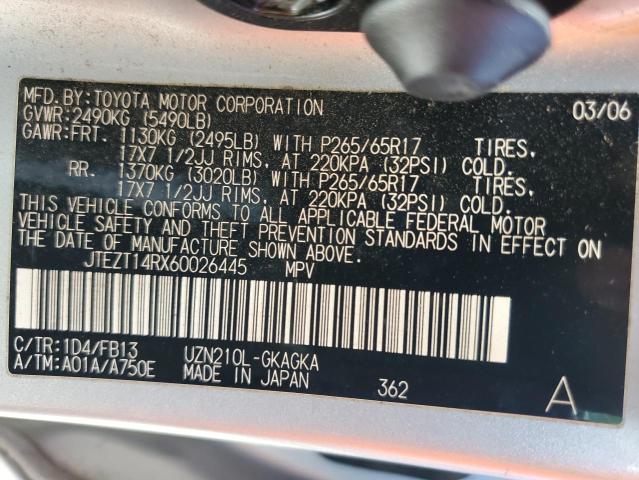 MFD.BY:TOYOTA MOTOR CORPORATION 03/06
GVWR:2490KG (5490LB)
GAWR:FRT. 1130KG (2495LB) WITH P265/65R17 TIRES,
17X7 1/2JJ RIMS, AT 220KPA (32PSI) COLD.
RR. 1370KG (3020LB) WITH P265/65R17 TIRES,
17X7 1/2JJ RIMS, AT 220KPA (32PSI) COLD.
THIS VEHICLE CONFORMS TO ALL APPLICABLE FEDERAL MOTOR
VEHICLE SAFETY AND THEFT PREVENTION STANDARDS IN EFFECT ON
THE DATE OF MANUFACTURE SHOWN ABOVE.
JTEZT14RX60026445 MPV
C/TR:1D4/FB13 UZN210L-GKAGKA
A/TM:A01A/A750E MADE IN JAPAN 362 A